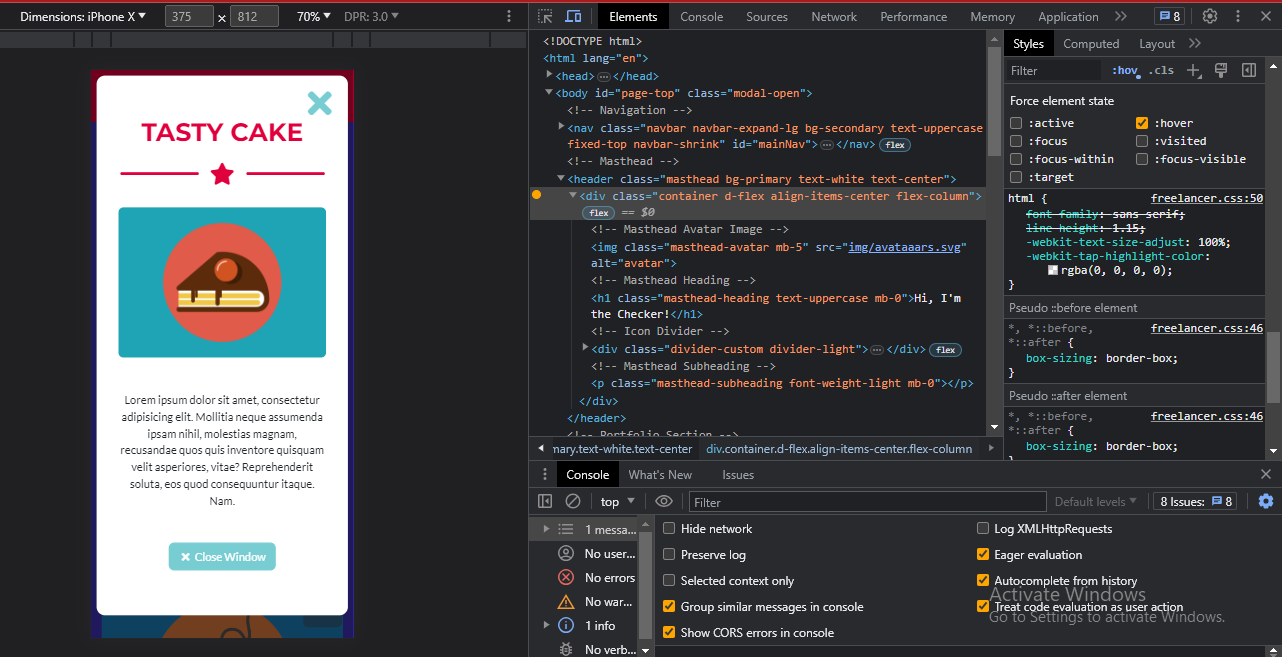 Dimensions: iPhone X 375 × 812 70% DPR: 3.0
TASTY CAKE
Lorem ipsum dolor sit amet, consectetur
adipisicing elit. Mollitia neque assumenda
ipsam nihil, molestias magnam,
recusandae quos quis inventore quisquam
velit asperiores, vitae? Reprehenderit
soluta, eos quod consequuntur itaque.
Nam.
Close Window
Elements Console Sources Network Performance Memory Application 8
<!DOCTYPE html>
<html lang="en">
<head>…</head>
<body id="page-top" class="modal-open">
<!-- Navigation -->
<nav class="navbar navbar-expand-lg bg-secondary text-uppercase
fixed-top navbar-shrink" id="mainNav">…</nav> flex
<!-- Masthead -->
<header class="masthead bg-primary text-white text-center">
<div class="container d-flex align-items-center flex-column">
flex == $0
<!-- Masthead Avatar Image -->
<img class="masthead-avatar mb-5" src="img/avataaars.svg"
alt="avatar">
<!-- Masthead Heading -->
<h1 class="masthead-heading text-uppercase mb-0">Hi, I'm
the Checker!</h1>
<!-- Icon Divider -->
<div class="divider-custom divider-light">…</div> flex
<!-- Masthead Subheading -->
<p class="masthead-subheading font-weight-light mb-0"></p>
</div>
</header>
<!-- Portfolio Section -->
mary.text-white.text-center div.container.d-flex.align-items-center.flex-column
Styles Computed Layout
Filter :hov .cls
Force element state
:active :hover
:focus :visited
:focus-within :focus-visible
:target
html { freelancer.css:50
font-family: sans-serif;
line-height: 1.15;
-webkit-text-size-adjust: 100%;
-webkit-tap-highlight-color:
rgba(0, 0, 0, 0);
}
Pseudo ::before element
*, *::before, freelancer.css:46
*::after {
box-sizing: border-box;
}
Pseudo ::after element
*, *::before, freelancer.css:46
*::after {
box-sizing: border-box;
}
Console What's New Issues
top Filter Default levels 8 Issues: 8
1 messa...
No user...
No errors
No war...
1 info
No verb...
Hide network Log XMLHttpRequests
Preserve log Eager evaluation
Selected context only Autocomplete from history
Group similar messages in console Treat code evaluation as user action
Show CORS errors in console
Activate Windows
Go to Settings to activate Windows.